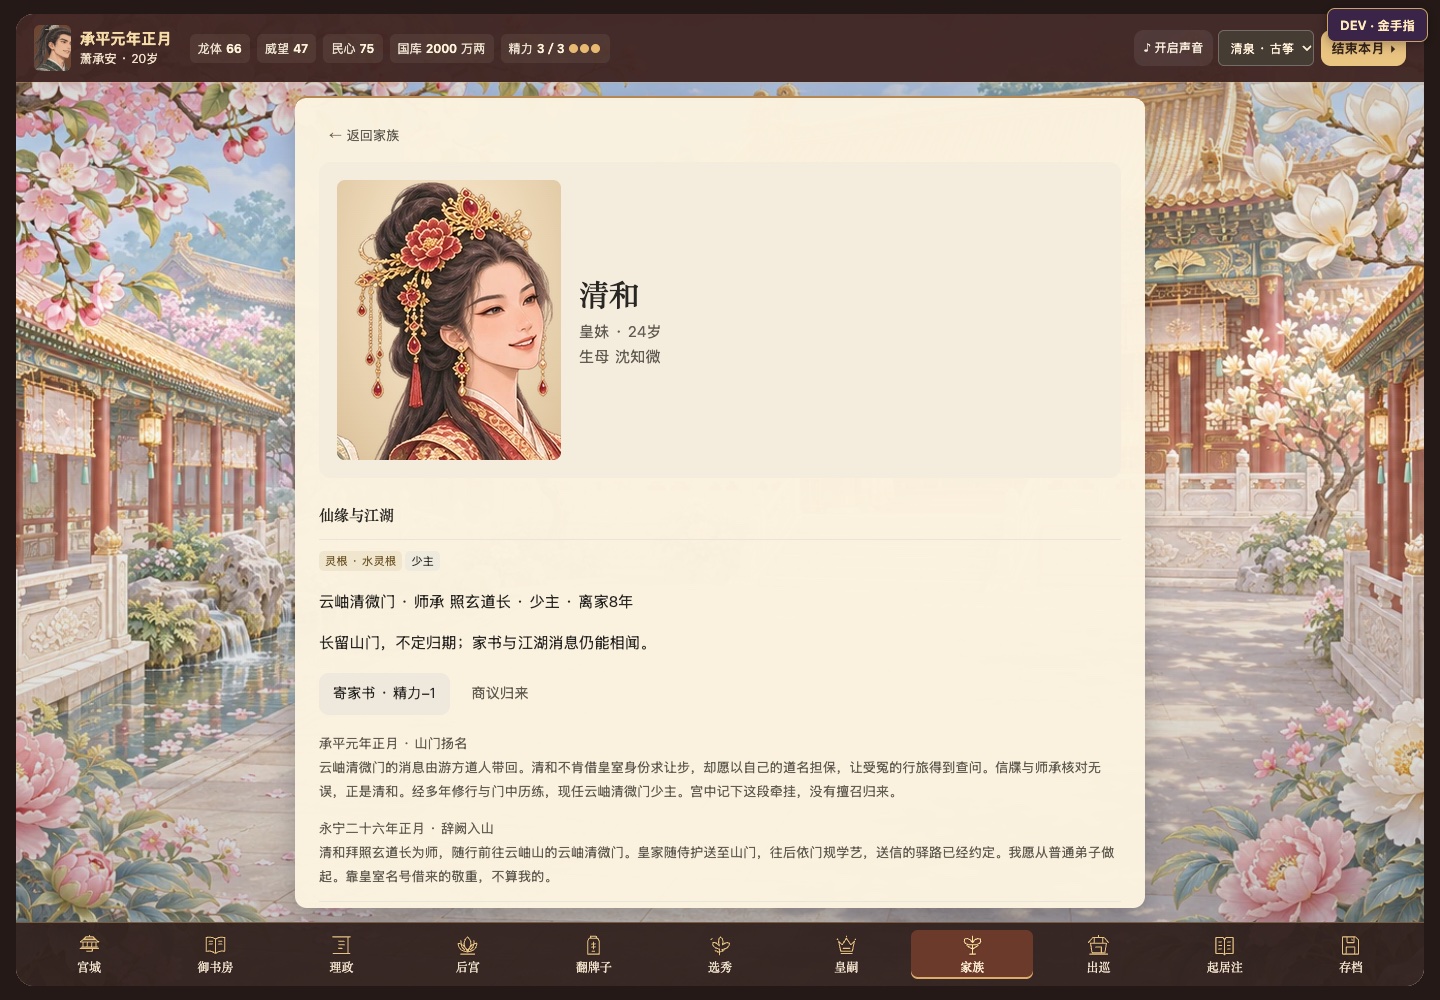 承平元年正月
萧承安 · 20岁
龙体 66
威望 47
民心 75
国库 2000 万两
精力 3 / 3
♪ 开启声音
清泉 · 古筝
DEV · 金手指
结束本月
← 返回家族
清和
皇妹 · 24岁
生母 沈知微
仙缘与江湖
灵根 · 水灵根
少主
云岫清微门 · 师承 照玄道长 · 少主 · 离家8年
长留山门，不定归期；家书与江湖消息仍能相闻。
寄家书 · 精力−1
商议归来
承平元年正月 · 山门扬名
云岫清微门的消息由游方道人带回。清和不肯借皇室身份求让步，却愿以自己的道名担保，让受冤的行旅得到查问。信牒与师承核对无
误，正是清和。经多年修行与门中历练，现任云岫清微门少主。宫中记下这段牵挂，没有擅召归来。
永宁二十六年正月 · 辞阙入山
清和拜照玄道长为师，随行前往云岫山的云岫清微门。皇家随侍护送至山门，往后依门规学艺，送信的驿路已经约定。我愿从普通弟子做
起。靠皇室名号借来的敬重，不算我的。
官城
御书房
理政
后宫
翻牌子
选秀
皇嗣
家族
出巡
起居注
存档